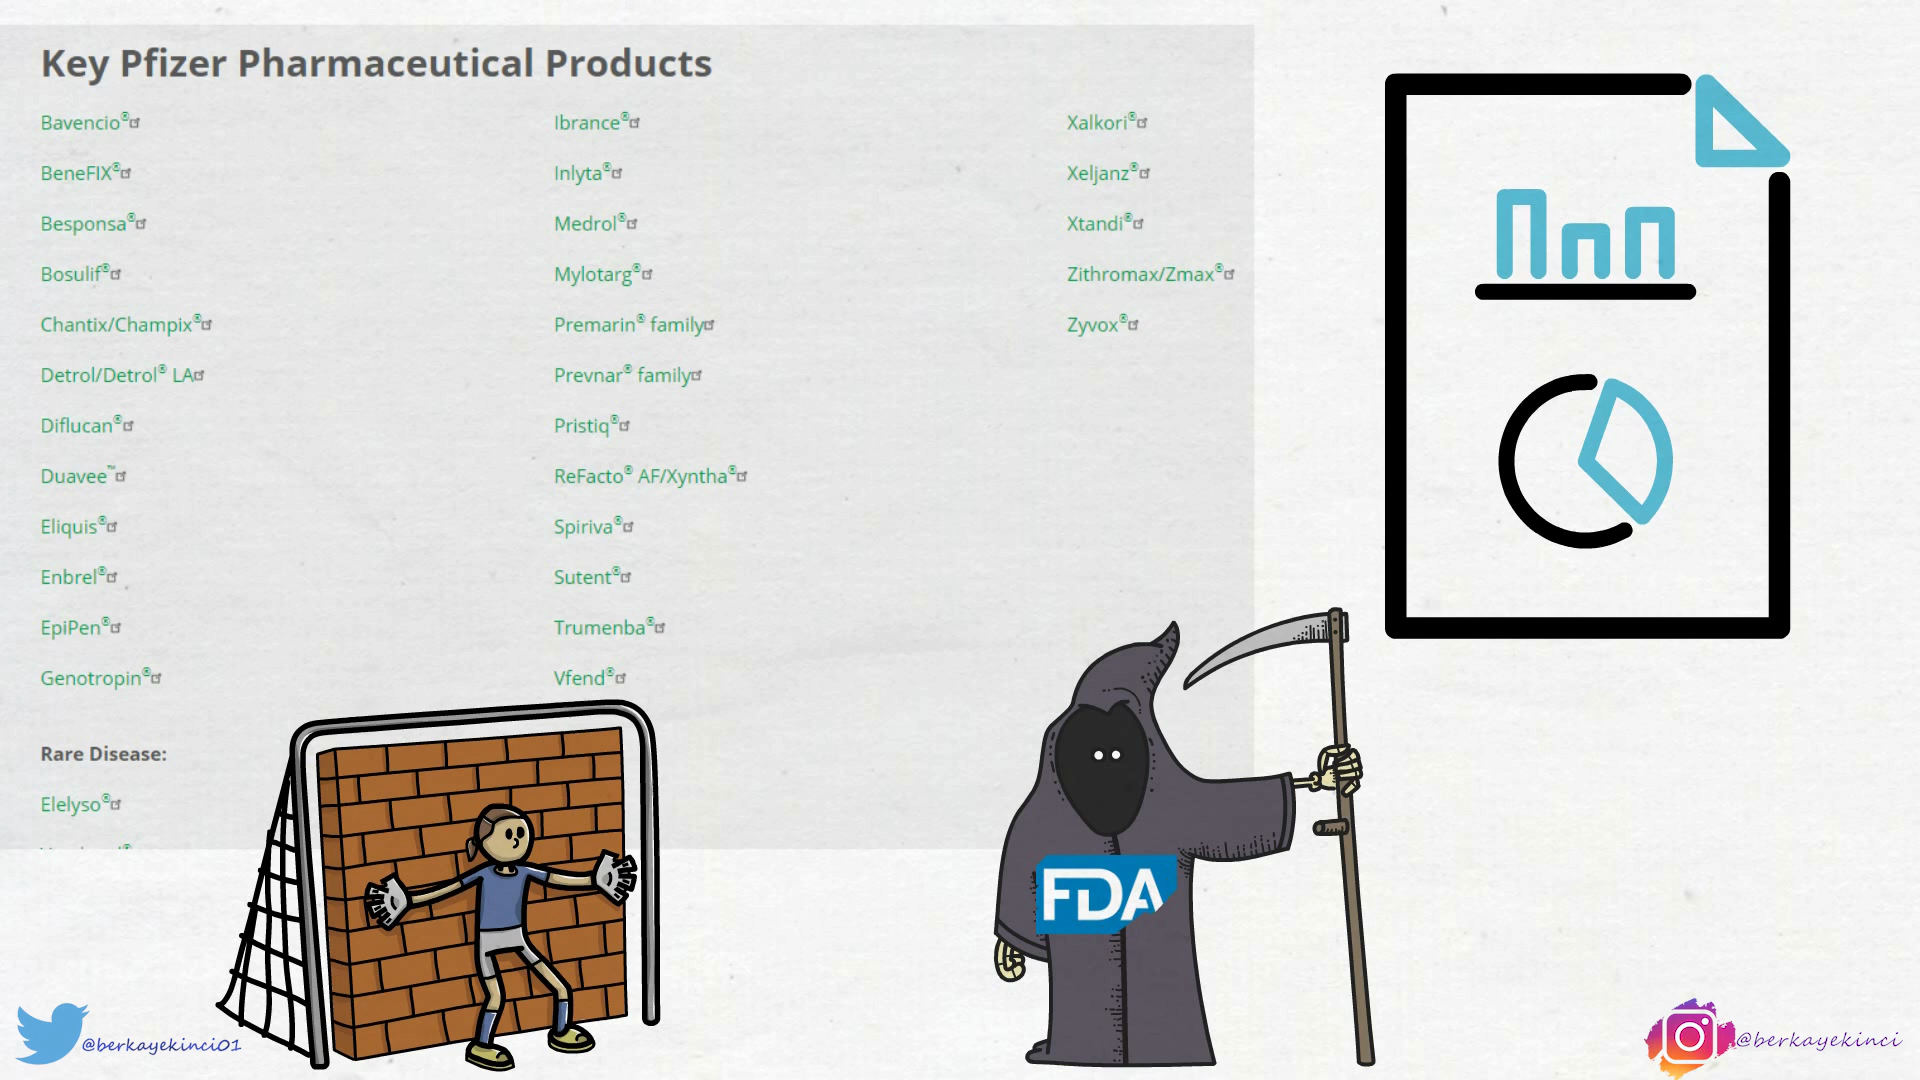 Key Pfizer Pharmaceutical Products
Bavencio®
BeneFIX®
Besponsa®
Bosulif®
Chantix/Champix®
Detrol/Detrol® LA
Diflucan®
Duavee™
Eliquis®
Enbrel®
EpiPen®
Genotropin®
Ibrance®
Inlyta®
Medrol®
Mylotarg®
Premarin® family
Prevnar® family
Pristiq®
ReFacto® AF/Xyntha®
Spiriva®
Sutent®
Trumenba®
Vfend®
Xalkori®
Xeljanz®
Xtandi®
Zithromax/Zmax®
Zyvox®
Rare Disease:
Elelyso®
FDA
@berkayekinci01
@berkayekinci